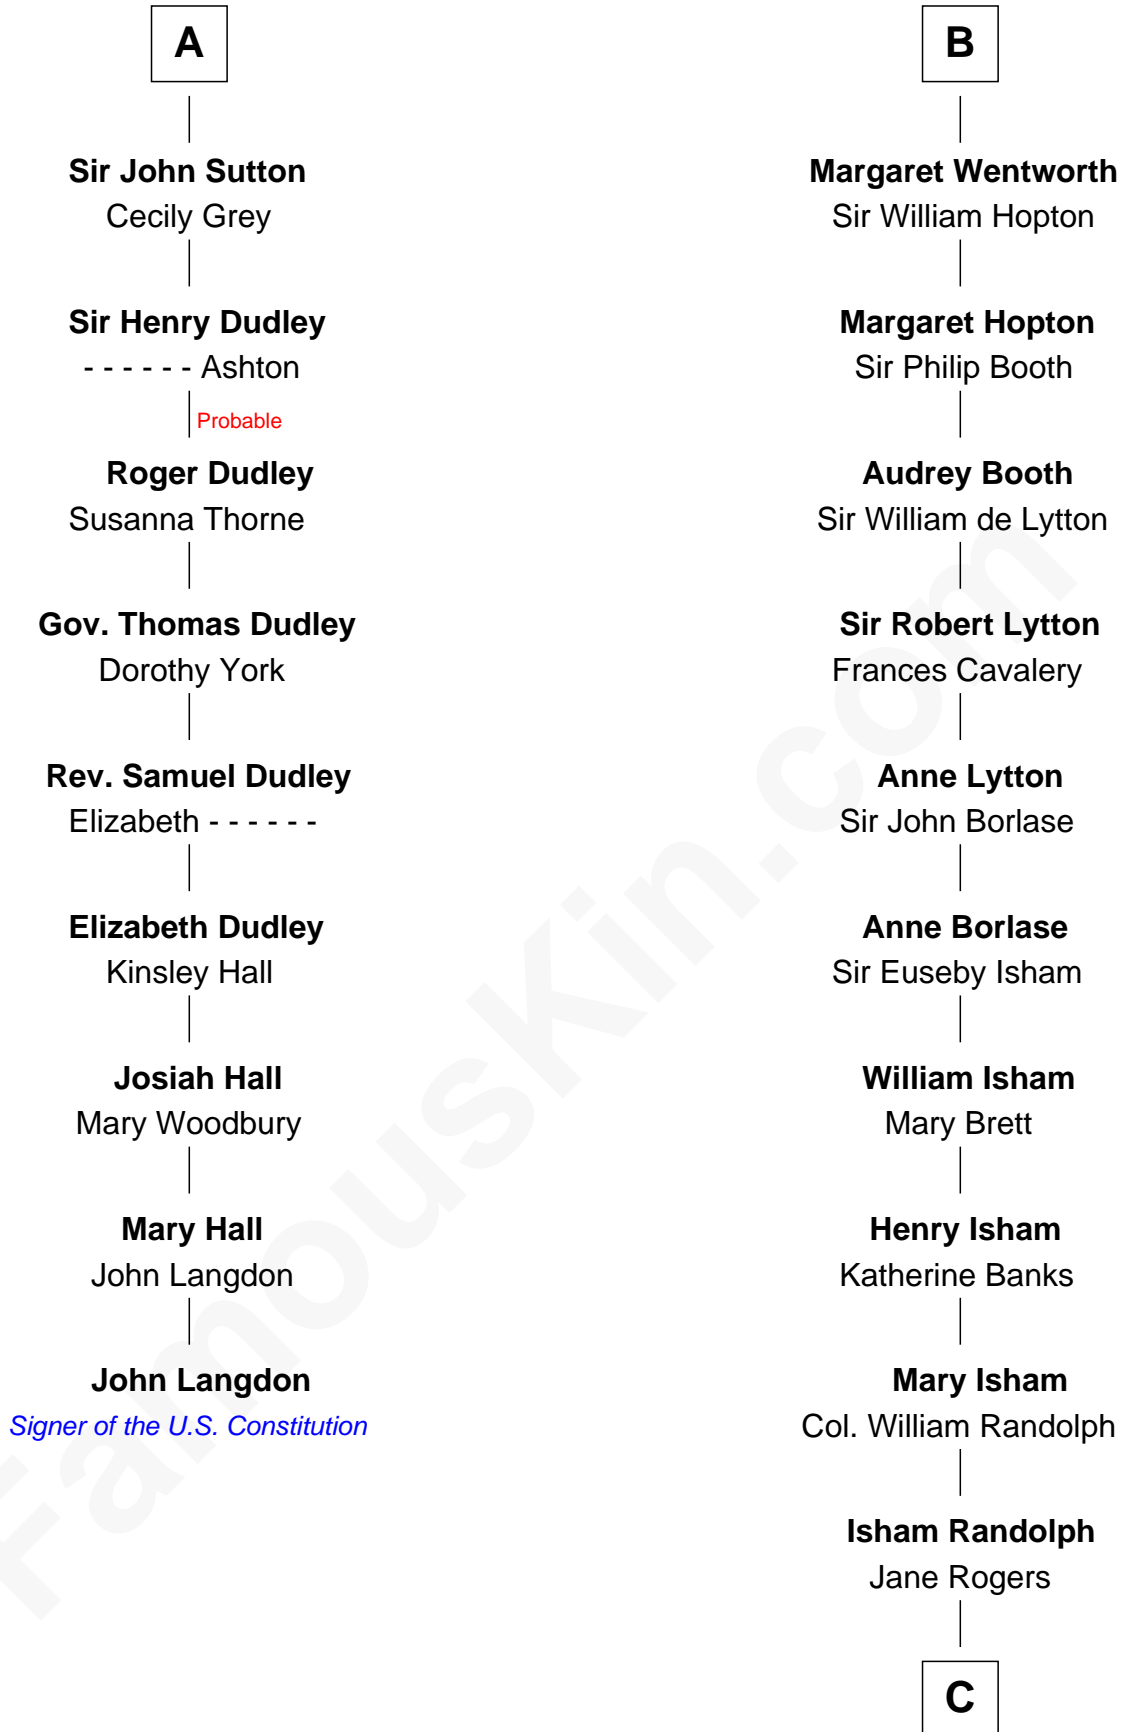 A
Sir John Sutton
Cecily Grey
Sir Henry Dudley
- - - - - - Ashton
Probable
Roger Dudley
Susanna Thorne
Gov. Thomas Dudley
Dorothy York
Rev. Samuel Dudley
Elizabeth - - - - - -
Elizabeth Dudley
Kinsley Hall
Josiah Hall
Mary Woodbury
Mary Hall
John Langdon
John Langdon
Signer of the U.S. Constitution
B
Margaret Wentworth
Sir William Hopton
Margaret Hopton
Sir Philip Booth
Audrey Booth
Sir William de Lytton
Sir Robert Lytton
Frances Cavalery
Anne Lytton
Sir John Borlase
Anne Borlase
Sir Euseby Isham
William Isham
Mary Brett
Henry Isham
Katherine Banks
Mary Isham
Col. William Randolph
Isham Randolph
Jane Rogers
C
FamousKin.com